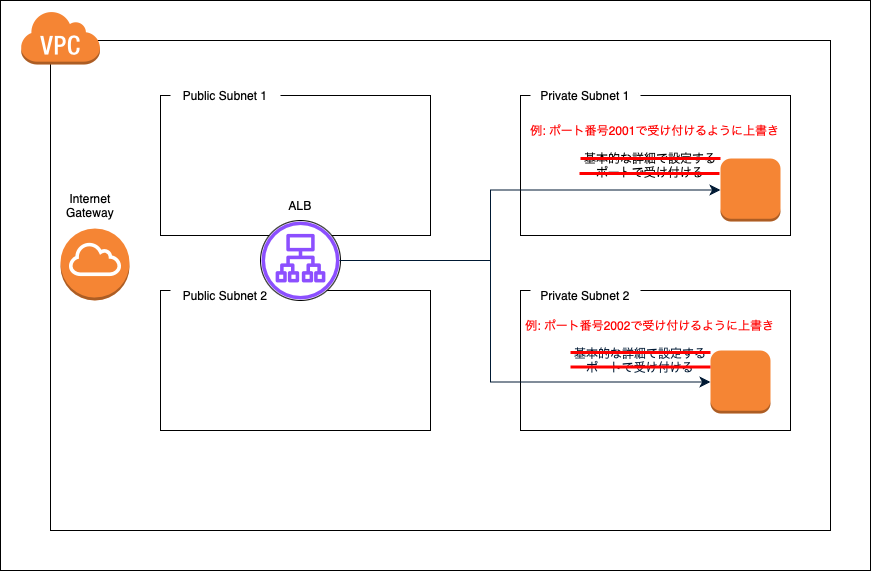 VPC
Public Subnet 1
Private Subnet 1
例: ポート番号2001で受け付けるように上書き
基本的な詳細で設定する
ポートで受け付ける
Internet
Gateway
ALB
Public Subnet 2
Private Subnet 2
例: ポート番号2002で受け付けるように上書き
基本的な詳細で設定する
ポートで受け付ける